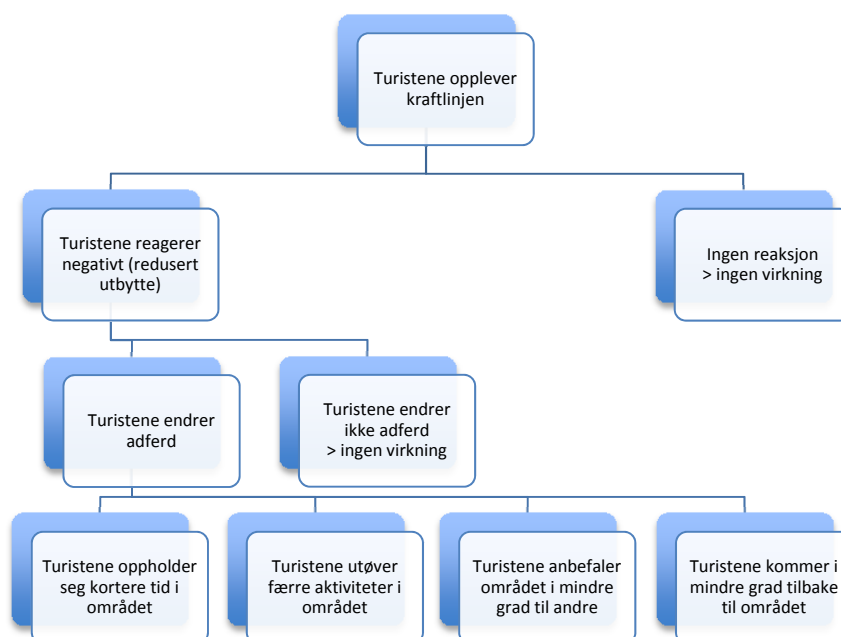 Turistene opplever
kraftlinjen
Turistene reagerer
negativt (redusert
utbytte)
Ingen reaksjon
> ingen virkning
Turistene endrer
adferd
Turistene endrer
ikke adferd
> ingen virkning
Turistene oppholder
seg kortere tid i
området
Turistene utøver
færre aktiviteter i
området
Turistene anbefaler
området i mindre
grad til andre
Turistene kommer i
mindre grad tilbake
til området